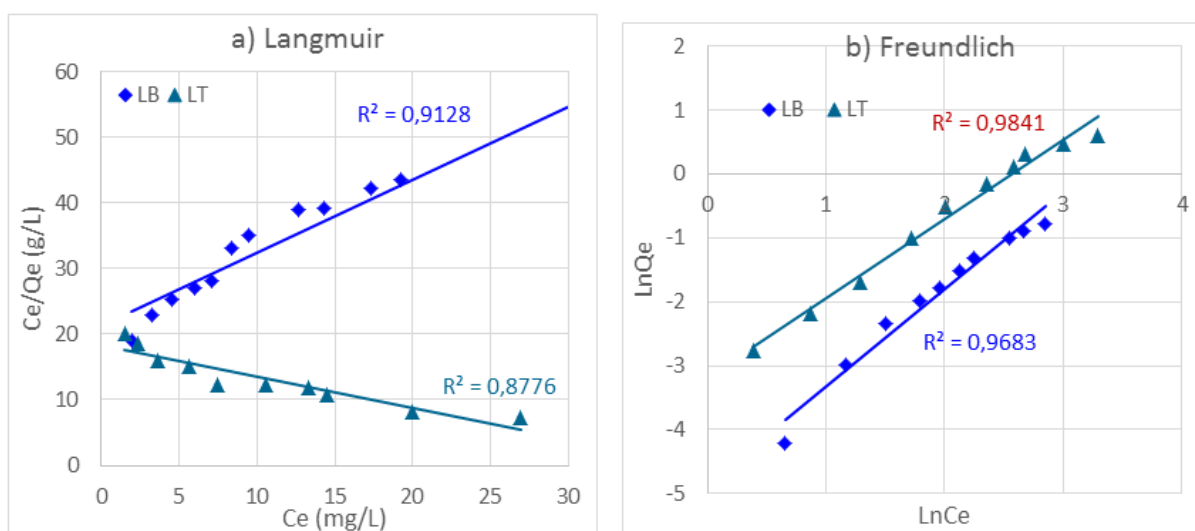 a) Langmuir
LB LT
60
50
40
30
20
10
0
Ce/Qe (g/L)
R² = 0,9128
R² = 0,8776
0 5 10 15 20 25 30
Ce (mg/L)
b) Freundlich
LB LT
2
1
0
-1
-2
-3
-4
-5
LnQe
R² = 0,9841
R² = 0,9683
0 1 2 3 4
LnCe